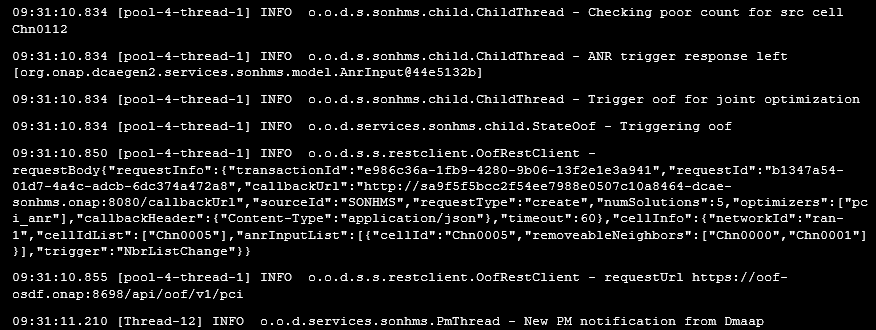 09:31:10.834 [pool-4-thread-1] INFO  o.o.d.s.sonhms.child.ChildThread - Checking poor count for src cell
Chn0112
09:31:10.834 [pool-4-thread-1] INFO  o.o.d.s.sonhms.child.ChildThread - ANR trigger response left
[org.onap.dcaegen2.services.sonhms.model.AnrInput@44e5132b]
09:31:10.834 [pool-4-thread-1] INFO  o.o.d.s.sonhms.child.ChildThread - Trigger oof for joint optimization
09:31:10.834 [pool-4-thread-1] INFO  o.o.d.services.sonhms.child.StateOof - Triggering oof
09:31:10.850 [pool-4-thread-1] INFO  o.o.d.s.s.restclient.OofRestClient -
requestBody{"requestInfo":{"transactionId":"e986c36a-1fb9-4280-9b06-13f2e1e3a941","requestId":"b1347a54-
01d7-4a4c-adcb-6dc374a472a8","callbackUrl":"http://sa9f5f5bcc2f54ee7988e0507c10a8464-dcae-
sonhms.onap:8080/callbackUrl","sourceId":"SONHMS","requestType":"create","numSolutions":5,"optimizers":["pc
i_anr"],"callbackHeader":{"Content-Type":"application/json"},"timeout":60},"cellInfo":{"networkId":"ran-
1","cellIdList":["Chn0005"],"anrInputList":[{"cellId":"Chn0005","removeableNeighbors":["Chn0000","Chn0001"]
}],"trigger":"NbrListChange"}}
09:31:10.855 [pool-4-thread-1] INFO  o.o.d.s.s.restclient.OofRestClient - requestUrl https://oof-
osdf.onap:8698/api/oof/v1/pci
09:31:11.210 [Thread-12] INFO  o.o.d.services.sonhms.PmThread - New PM notification from Dmaap